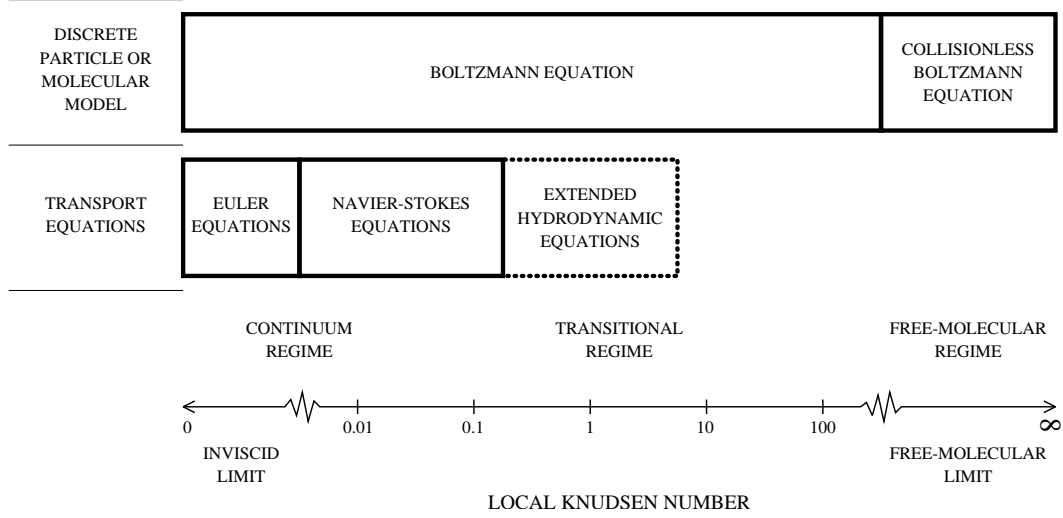 DISCRETE
PARTICLE OR
MOLECULAR
MODEL
BOLTZMANN EQUATION
COLLISIONLESS
BOLTZMANN
EQUATION
TRANSPORT
EQUATIONS
EULER
EQUATIONS
NAVIER-STOKES
EQUATIONS
EXTENDED
HYDRODYNAMIC
EQUATIONS
CONTINUUM
REGIME
TRANSITIONAL
REGIME
FREE-MOLECULAR
REGIME
0 0.01 0.1 1 10 100 ∞
INVISCID
LIMIT
FREE-MOLECULAR
LIMIT
LOCAL KNUDSEN NUMBER